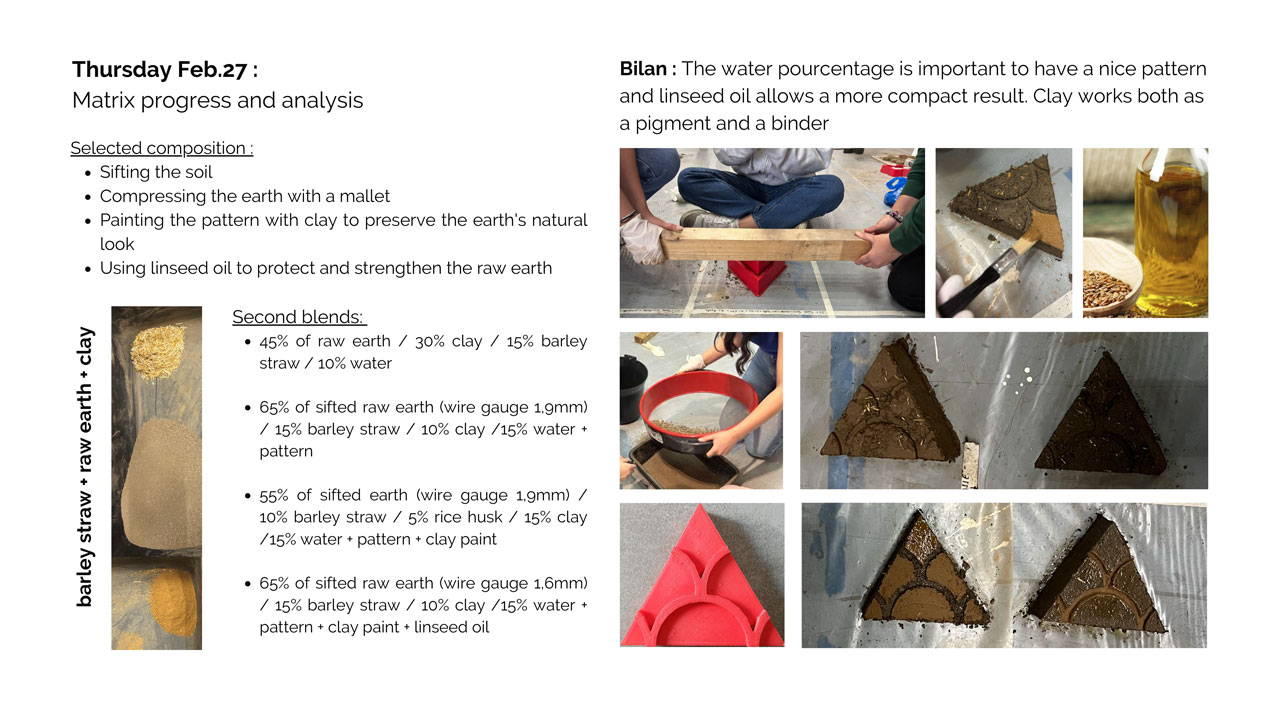 Thursday Feb.27 :
Matrix progress and analysis
Selected composition :
• Sifting the soil
• Compressing the earth with a mallet
• Painting the pattern with clay to preserve the earth's natural
look
• Using linseed oil to protect and strengthen the raw earth
barley straw + raw earth + clay
Second blends:
• 45% of raw earth / 30% clay / 15% barley
straw / 10% water
• 65% of sifted raw earth (wire gauge 1,9mm)
/ 15% barley straw / 10% clay /15% water +
pattern
• 55% of sifted earth (wire gauge 1,9mm) /
10% barley straw / 5% rice husk / 15% clay
/15% water + pattern + clay paint
• 65% of sifted raw earth (wire gauge 1,6mm)
/ 15% barley straw / 10% clay /15% water +
pattern + clay paint + linseed oil
Bilan : The water pourcentage is important to have a nice pattern
and linseed oil allows a more compact result. Clay works both as
a pigment and a binder